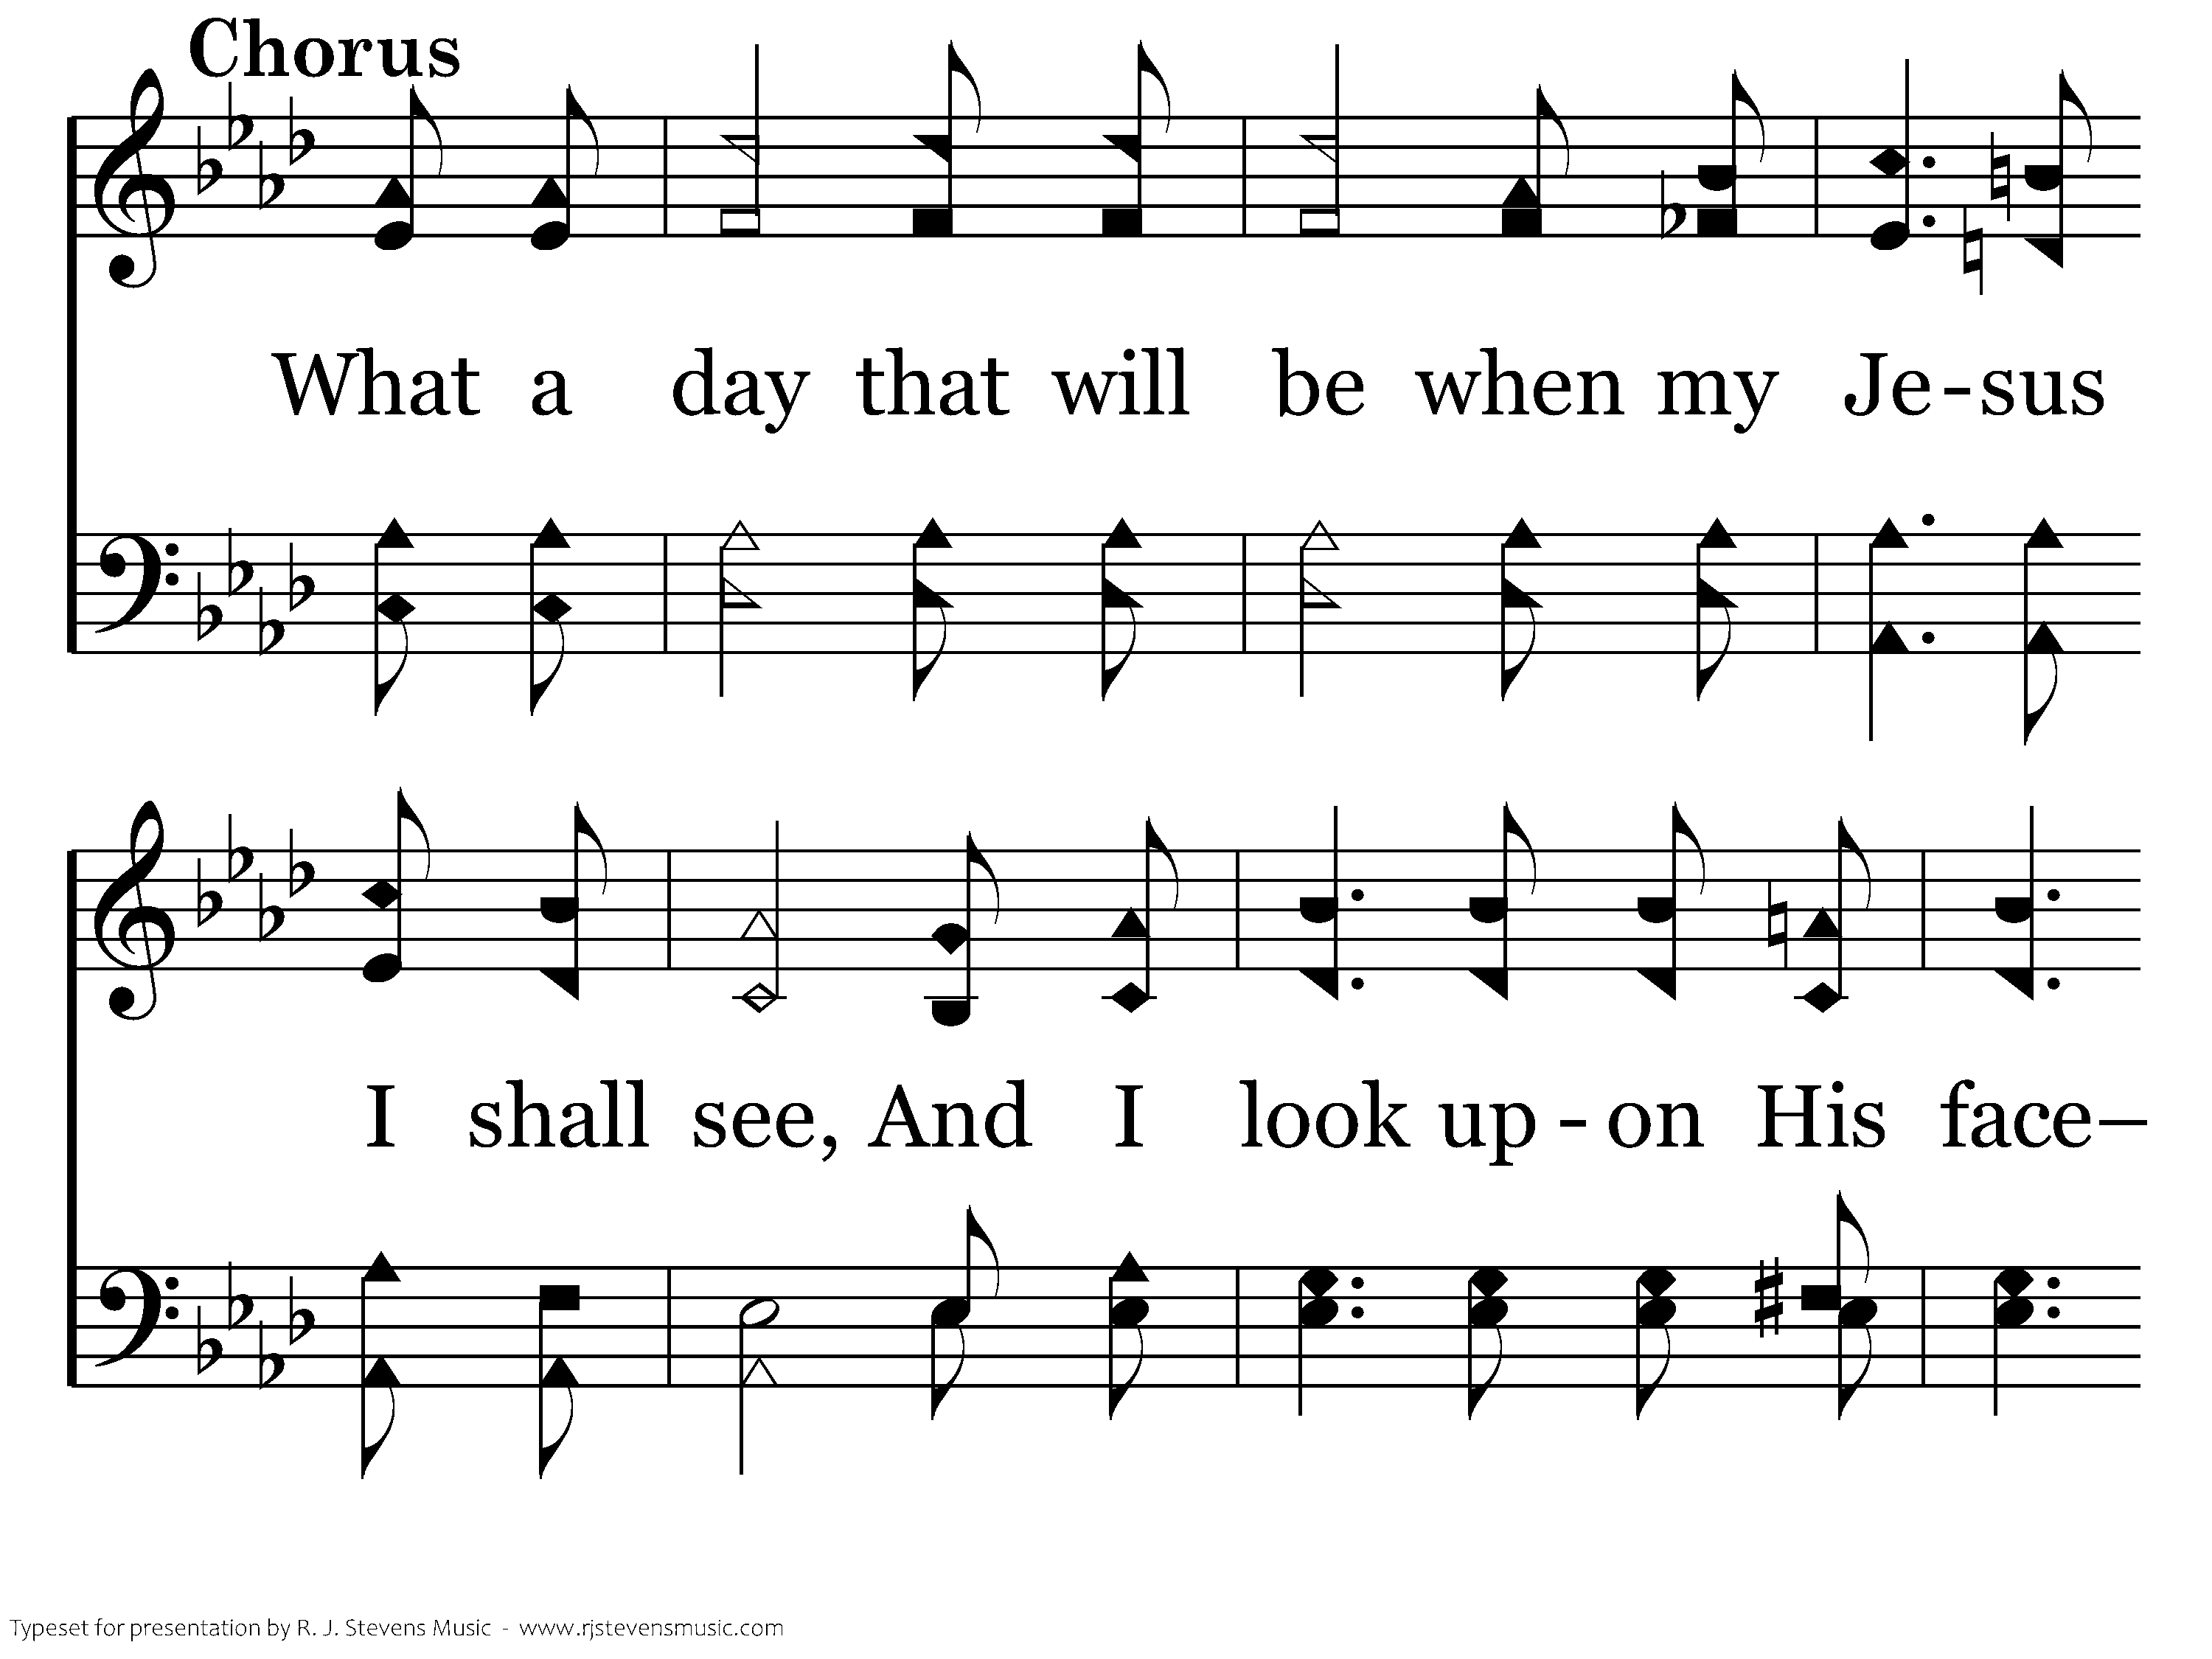 Chorus
What a day that will be when my Je-sus
I shall see, And I look up-on His face–
Typeset for presentation by R. J. Stevens Music - www.rjstevensmusic.com